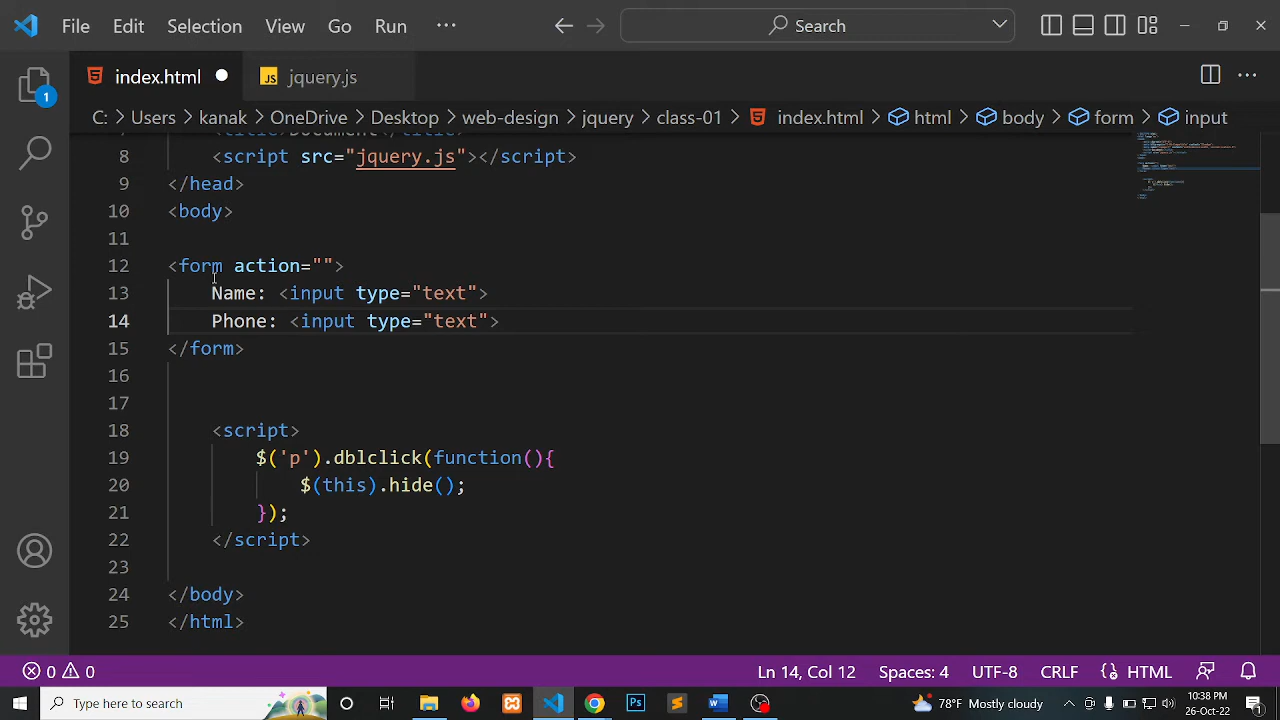 File Edit Selection View Go Run ··· Search
index.html jquery.js
C: > Users > kanak > OneDrive > Desktop > web-design > jquery > class-01 > index.html > html > body > form > input
1
7 <title>Document</title>
8 <script src="jquery.js"></script>
9 </head>
10 <body>
11
12 <form action="">
13 Name: <input type="text">
14 Phone: <input type="text">
15 </form>
16
17
18 <script>
19 $('p').dblclick(function(){
20 $(this).hide();
21 });
22 </script>
23
24 </body>
25 </html>
0 0 Ln 14, Col 12 Spaces: 4 UTF-8 CRLF HTML
Type here to search 78°F Mostly cloudy 10:38 PM
26-Oct-22